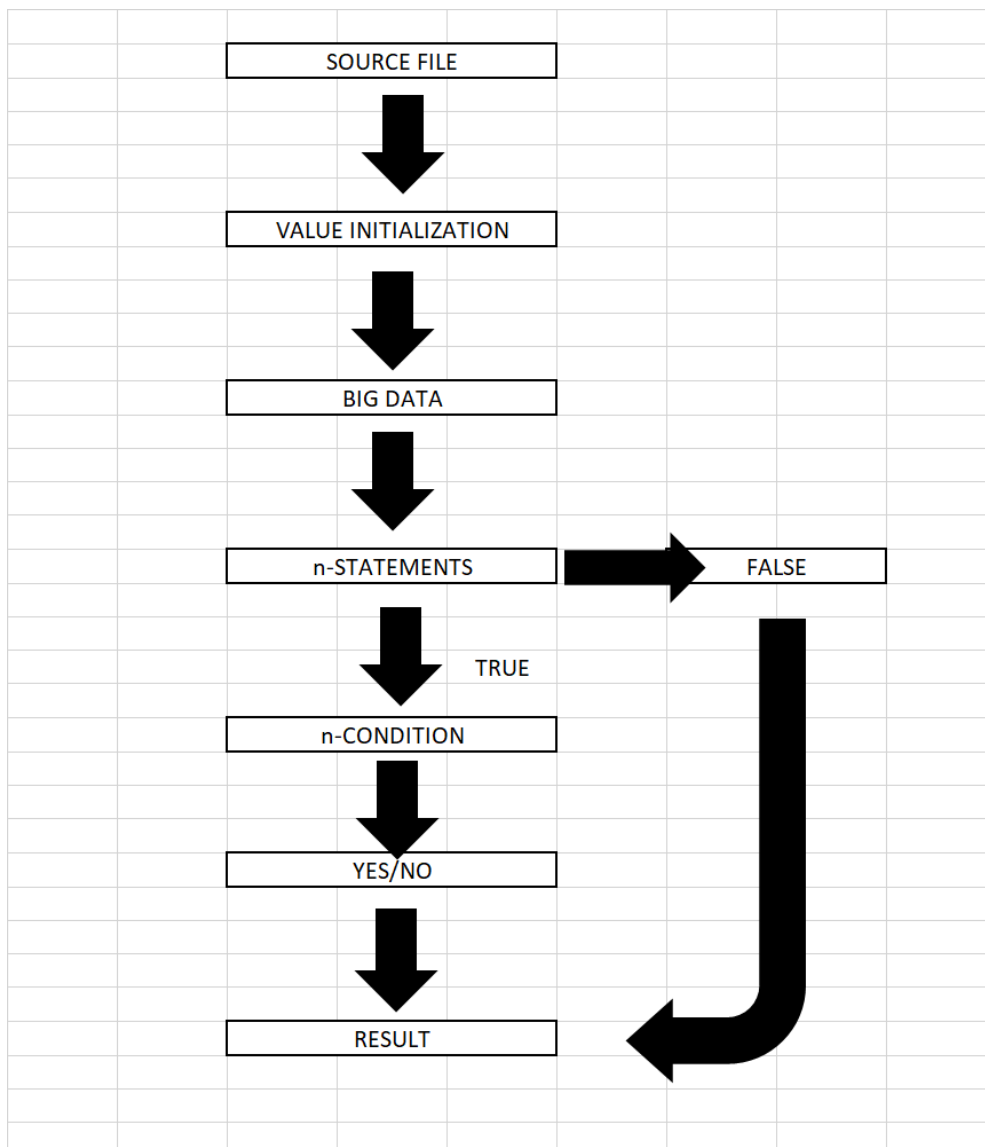 SOURCE FILE
VALUE INITIALIZATION
BIG DATA
n-STATEMENTS
FALSE
TRUE
n-CONDITION
YES/NO
RESULT